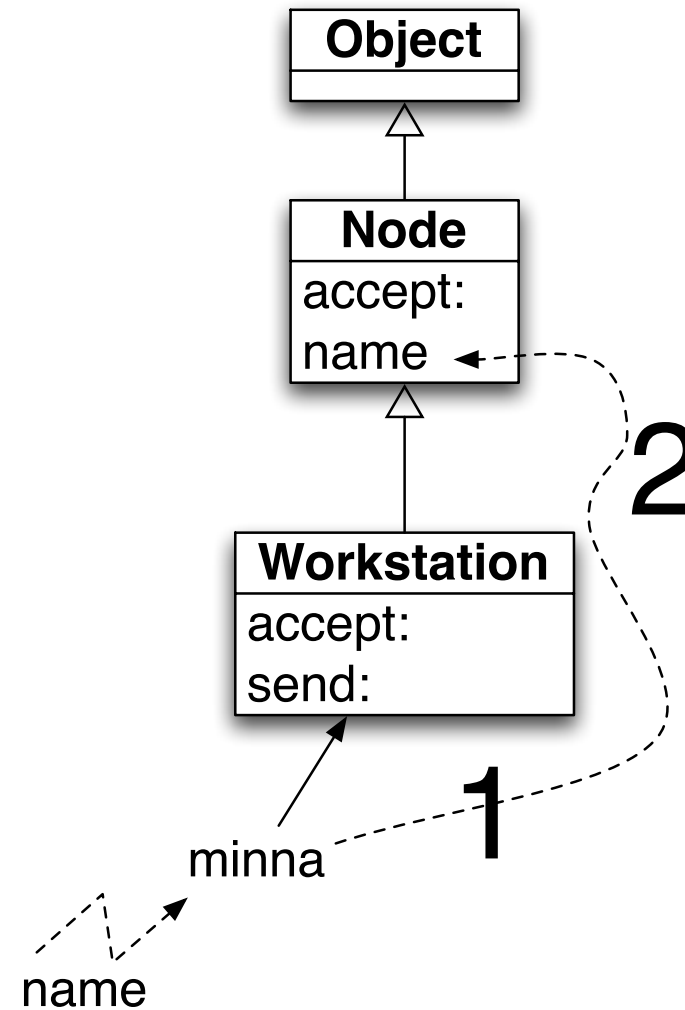 Object
Node
accept:
name
2
Workstation
accept:
send:
1
minna
name